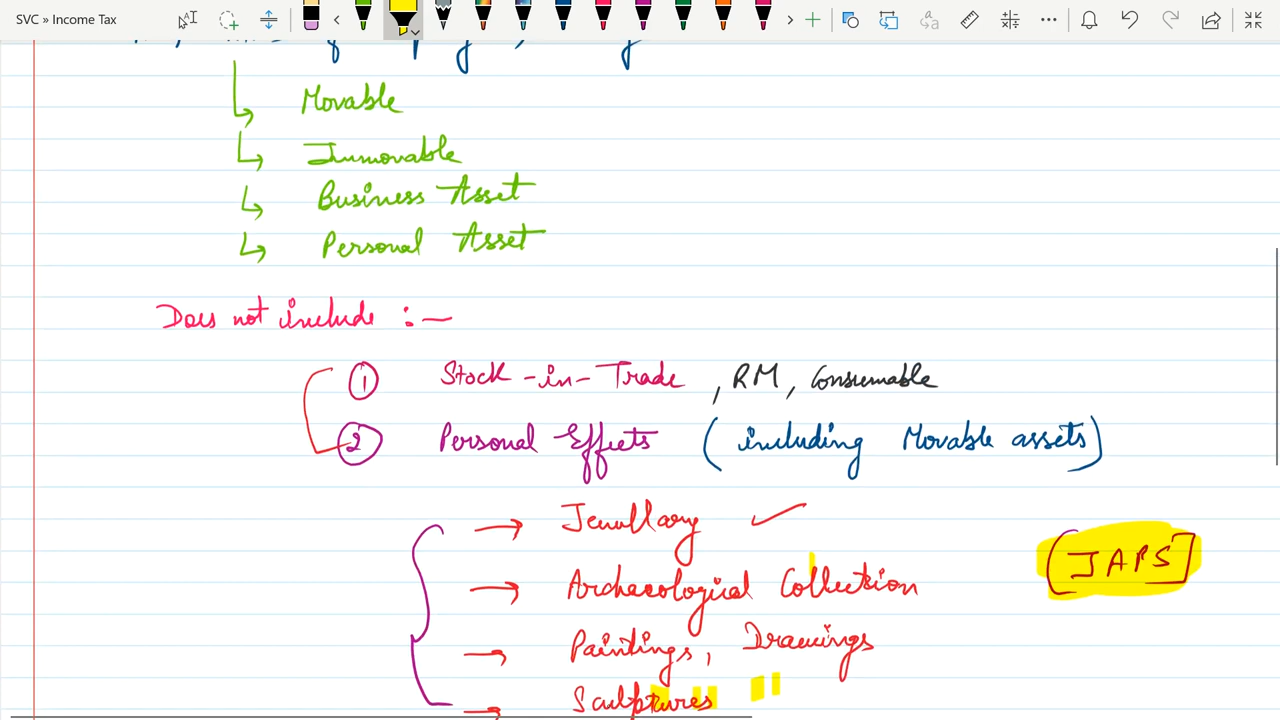 SVC » Income Tax
Movable
Immovable
Business Asset
Personal Asset
Does not include :—
① Stock-in-Trade, RM, Consumable
② Personal Effects (including Movable assets)
→ Jewllary ✓
[JAPS]
→ Archaeological Collection
→ Paintings, Drawings
→ Sculptures